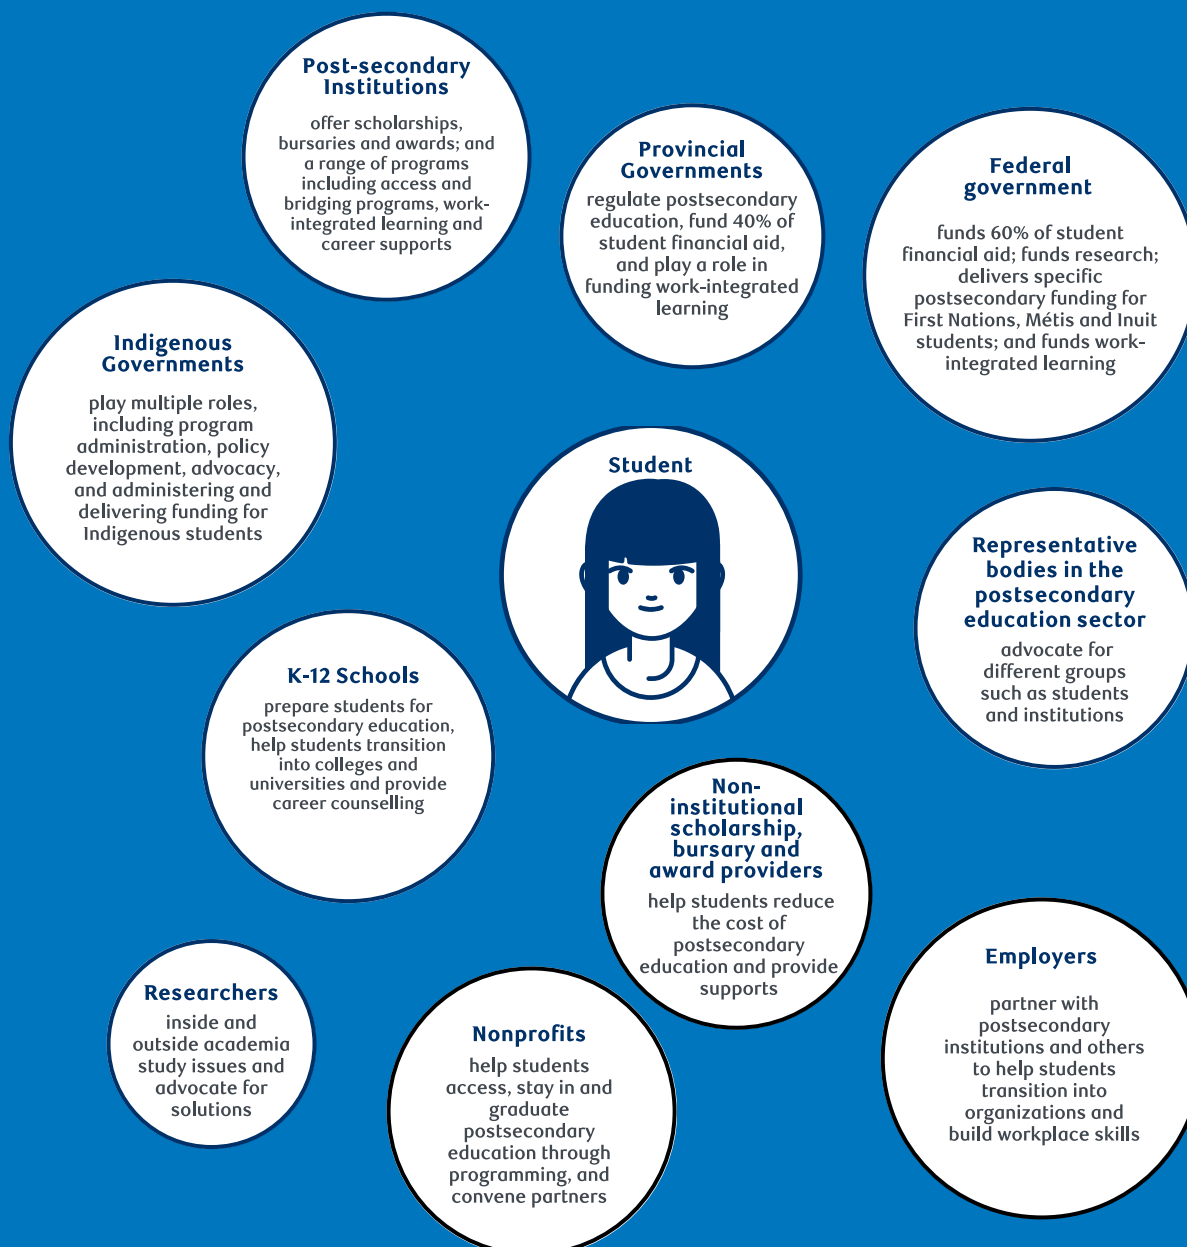 Post-secondary
Institutions
offer scholarships,
bursaries and awards; and
a range of programs
including access and
bridging programs, work-
integrated learning and
career supports
Provincial
Governments
regulate postsecondary
education, fund 40% of
student financial aid,
and play a role in
funding work-integrated
learning
Federal
government
funds 60% of student
financial aid; funds research;
delivers specific
postsecondary funding for
First Nations, Métis and Inuit
students; and funds work-
integrated learning
Indigenous
Governments
play multiple roles,
including program
administration, policy
development, advocacy,
and administering and
delivering funding for
Indigenous students
Student
Representative
bodies in the
postsecondary
education sector
advocate for
different groups
such as students
and institutions
K-12 Schools
prepare students for
postsecondary education,
help students transition
into colleges and
universities and provide
career counselling
Non-
institutional
scholarship,
bursary and
award providers
help students reduce
the cost of
postsecondary
education and provide
supports
Employers
partner with
postsecondary
institutions and others
to help students
transition into
organizations and
build workplace skills
Researchers
inside and
outside academia
study issues and
advocate for
solutions
Nonprofits
help students
access, stay in and
graduate
postsecondary
education through
programming, and
convene partners